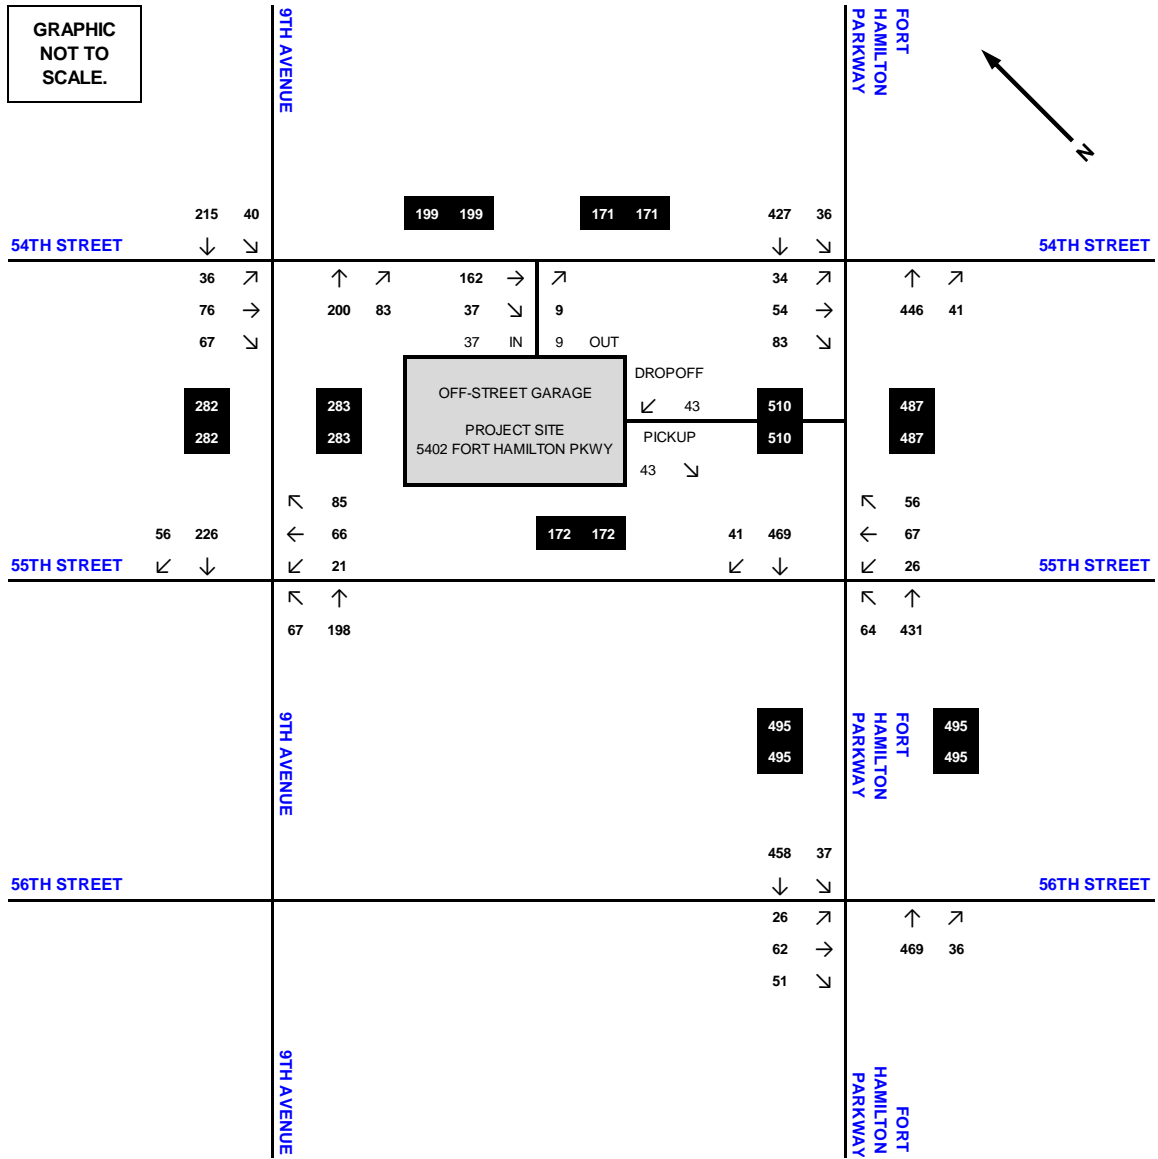 GRAPHIC
NOT TO
SCALE.
9TH AVENUE
FORT
HAMILTON
PARKWAY
N
215 40
199 199
171 171
427 36
54TH STREET
↓ ↘
↓ ↘
54TH STREET
36 ↗
↑ ↗
162 →
↗
34 ↗
↑ ↗
76 →
200 83
37 ↘
9
54 →
446 41
67 ↘
37 IN
9 OUT
83 ↘
OFF-STREET GARAGE
PROJECT SITE
5402 FORT HAMILTON PKWY
DROPOFF
↙ 43
PICKUP
43 ↘
282
282
283
283
510
510
487
487
↖ 85
↖ 56
56 226
← 66
172 172
41 469
← 67
55TH STREET
↙ ↓
↙ 21
↙ ↓
↙ 26
55TH STREET
↖ ↑
↖ ↑
67 198
64 431
9TH AVENUE
495
495
FORT
HAMILTON
PARKWAY
495
495
458 37
56TH STREET
↓ ↘
56TH STREET
26 ↗
↑ ↗
62 →
469 36
51 ↘
9TH AVENUE
FORT
HAMILTON
PARKWAY